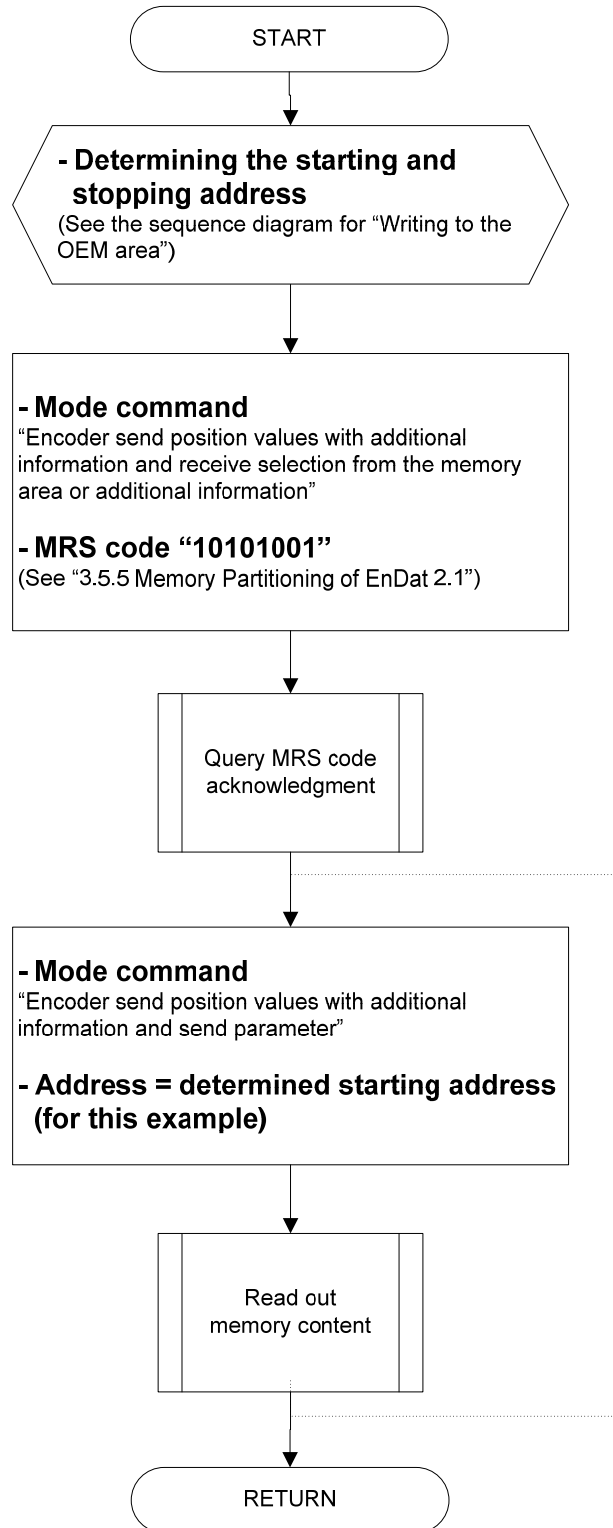 START
- Determining the starting and
stopping address
(See the sequence diagram for “Writing to the
OEM area”)
- Mode command
“Encoder send position values with additional
information and receive selection from the memory
area or additional information”
- MRS code “10101001”
(See “3.5.5 Memory Partitioning of EnDat 2.1”)
Query MRS code
acknowledgment
- Mode command
“Encoder send position values with additional
information and send parameter”
- Address = determined starting address
(for this example)
Read out
memory content
RETURN